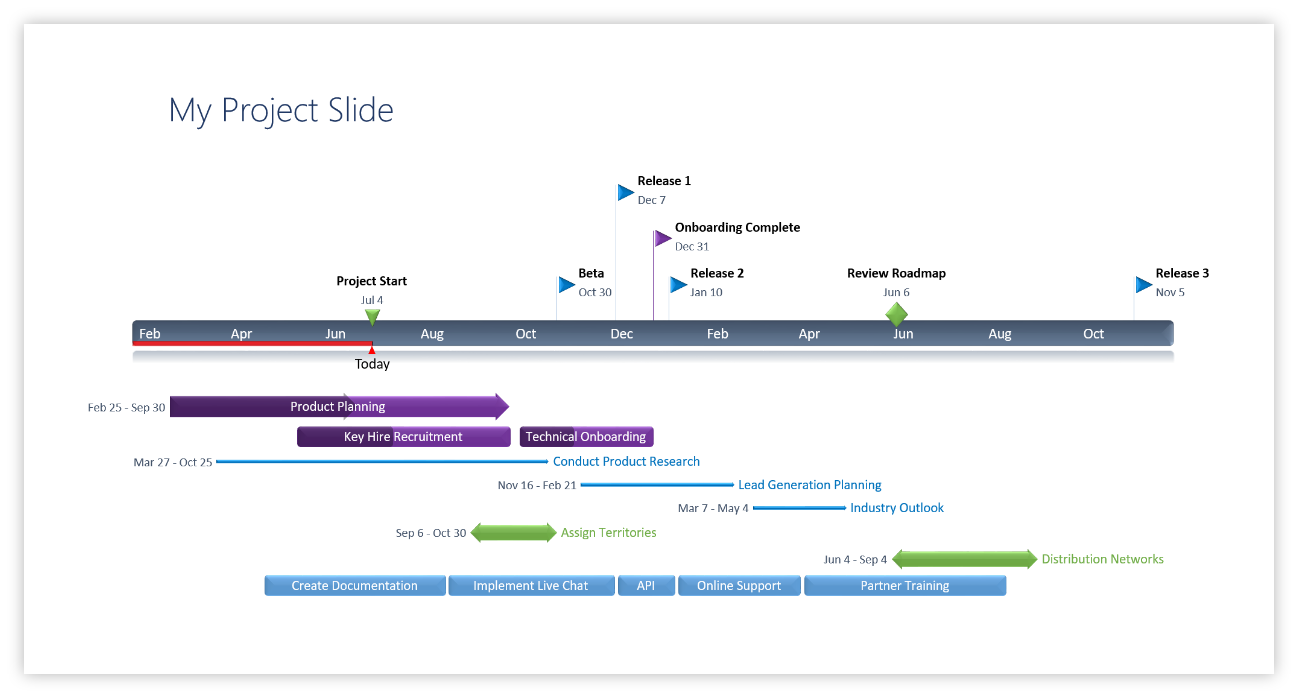 My Project Slide
Release 1
Dec 7
Onboarding Complete
Dec 31
Project Start
Jul 4
Beta
Oct 30
Release 2
Jan 10
Review Roadmap
Jun 6
Release 3
Nov 5
Feb Apr Jun Aug Oct Dec Feb Apr Jun Aug Oct
Today
Feb 25 - Sep 30 Product Planning
Key Hire Recruitment Technical Onboarding
Mar 27 - Oct 25 Conduct Product Research
Nov 16 - Feb 21 Lead Generation Planning
Mar 7 - May 4 Industry Outlook
Sep 6 - Oct 30 Assign Territories
Jun 4 - Sep 4 Distribution Networks
Create Documentation Implement Live Chat API Online Support Partner Training